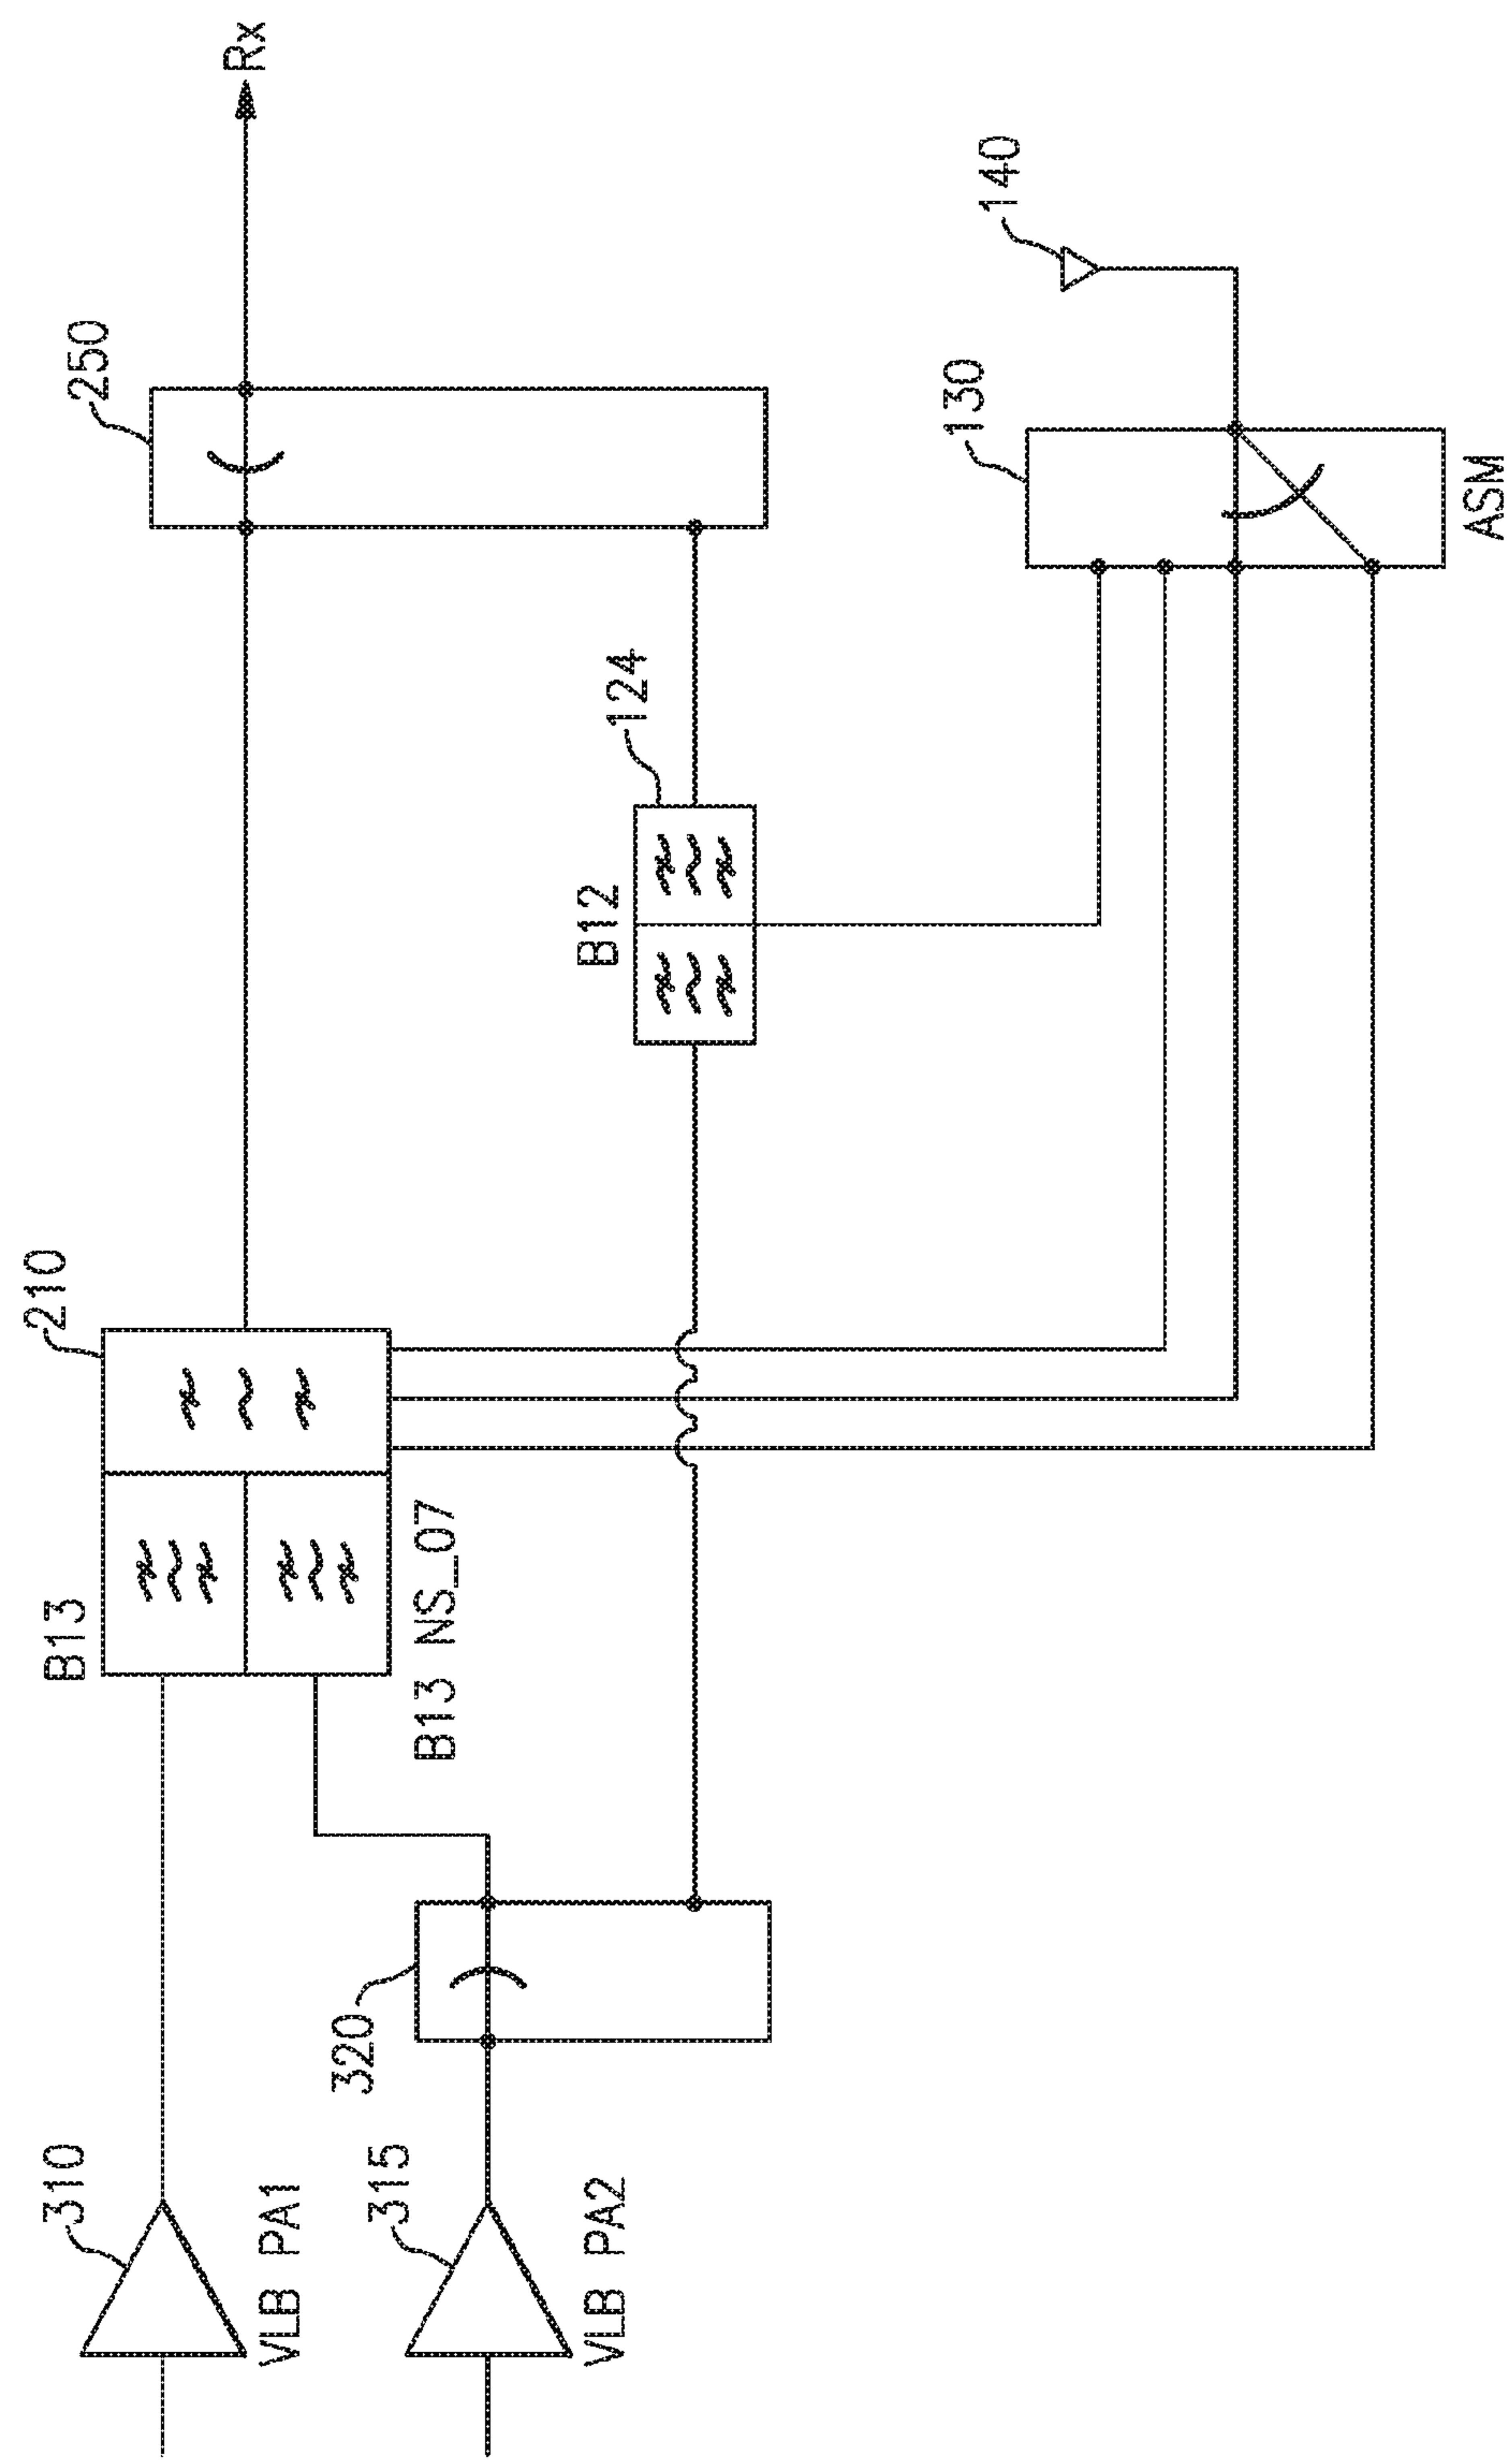 310
VLB PA1
315
VLB PA2
320
B13
210
B13 NS_07
B12
124
250
Rx
130
ASM
140